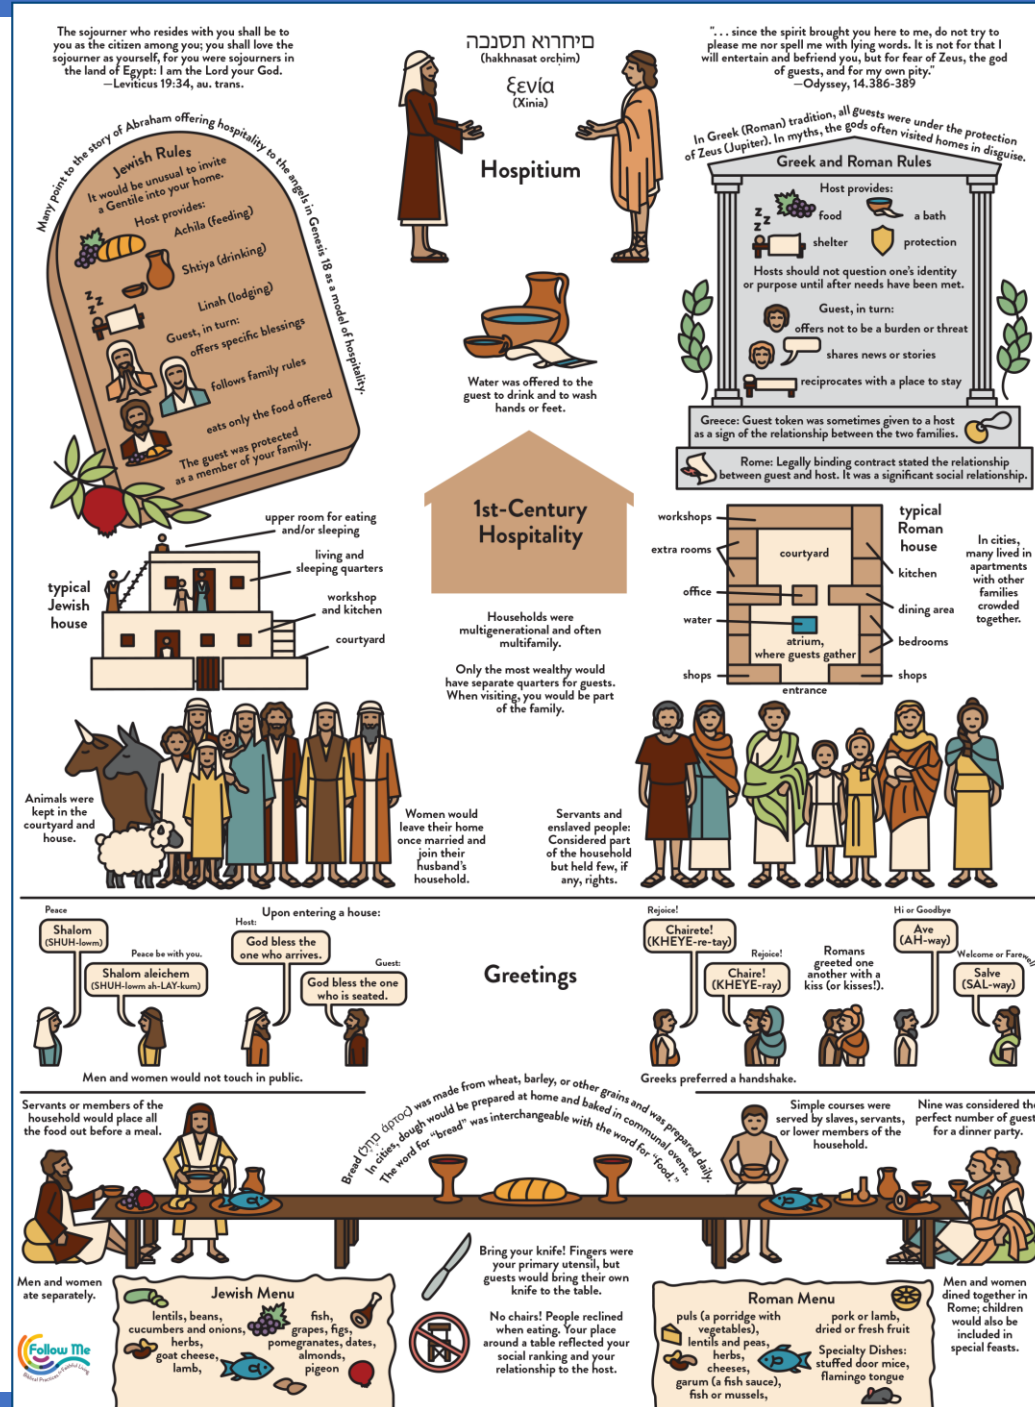 The sojourner who resides with you shall be to
you as the citizen among you; you shall love the
sojourner as yourself, for you were sojourners in
the land of Egypt: I am the Lord your God.
—Leviticus 19:34, au. trans.
םיחרוא תסנכה
(hakhnasat orchim)
ξενία
(Xinia)
Hospitium
". . . since the spirit brought you here to me, do not try to
please me nor spell me with lying words. It is not for that I
will entertain and befriend you, but for fear of Zeus, the god
of guests, and for my own pity."
—Odyssey, 14.386-389
Many point to the story of Abraham offering hospitality to the angels in Genesis 18 as a model of hospitality.
Jewish Rules
It would be unusual to invite
a Gentile into your home.
Host provides:
Achila (feeding)
Shtiya (drinking)
Linah (lodging)
Guest, in turn:
offers specific blessings
follows family rules
eats only the food offered
The guest was protected
as a member of your family.
Water was offered to the
guest to drink and to wash
hands or feet.
In Greek (Roman) tradition, all guests were under the protection
of Zeus (Jupiter). In myths, the gods often visited homes in disguise.
Greek and Roman Rules
Host provides:
z z z
food
a bath
shelter
protection
Hosts should not question one's identity
or purpose until after needs have been met.
Guest, in turn:
offers not to be a burden or threat
shares news or stories
reciprocates with a place to stay
Greece: Guest token was sometimes given to a host
as a sign of the relationship between the two families.
Rome: Legally binding contract stated the relationship
between guest and host. It was a significant social relationship.
1st-Century
Hospitality
typical
Jewish
house
upper room for eating
and/or sleeping
living and
sleeping quarters
workshop
and kitchen
courtyard
Households were
multigenerational and often
multifamily.
Only the most wealthy would
have separate quarters for guests.
When visiting, you would be part
of the family.
typical
Roman
house
workshops
extra rooms
office
water
shops
courtyard
atrium,
where guests gather
entrance
kitchen
dining area
bedrooms
shops
In cities,
many lived in
apartments
with other
families
crowded
together.
Animals were
kept in the
courtyard and
house.
Women would
leave their home
once married and
join their
husband's
household.
Servants and
enslaved people:
Considered part
of the household
but held few, if
any, rights.
Greetings
Peace
Shalom
(SHUH-lowm)
Peace be with you.
Shalom aleichem
(SHUH-lowm ah-LAY-kum)
Upon entering a house:
Host:
God bless the
one who arrives.
Guest:
God bless the one
who is seated.
Men and women would not touch in public.
Rejoice!
Chairete!
(KHEYE-re-tay)
Rejoice!
Chaire!
(KHEYE-ray)
Romans
greeted one
another with a
kiss (or kisses!).
Hi or Goodbye
Ave
(AH-way)
Welcome or Farewell
Salve
(SAL-way)
Greeks preferred a handshake.
Servants or members of the
household would place all
the food out before a meal.
Bread (םחל άρτος) was made from wheat, barley, or other grains and was prepared daily.
In cities, dough would be prepared at home and baked in communal ovens.
The word for "bread" was interchangeable with the word for "food."
Simple courses were
served by slaves, servants,
or lower members of the
household.
Nine was considered the
perfect number of guest
for a dinner party.
Men and women
ate separately.
Jewish Menu
lentils, beans,
cucumbers and onions,
herbs,
goat cheese,
lamb,
fish,
grapes, figs,
pomegranates, dates,
almonds,
pigeon
Bring your knife! Fingers were
your primary utensil, but
guests would bring their own
knife to the table.
No chairs! People reclined
when eating. Your place
around a table reflected your
social ranking and your
relationship to the host.
Roman Menu
puls (a porridge with
vegetables),
lentils and peas,
herbs,
cheeses,
garum (a fish sauce),
fish or mussels,
pork or lamb,
dried or fresh fruit
Specialty Dishes:
stuffed door mice,
flamingo tongue
Men and women
dined together in
Rome; children
would also be
included in
special feasts.
Follow Me
Biblical Practices for Faithful Living